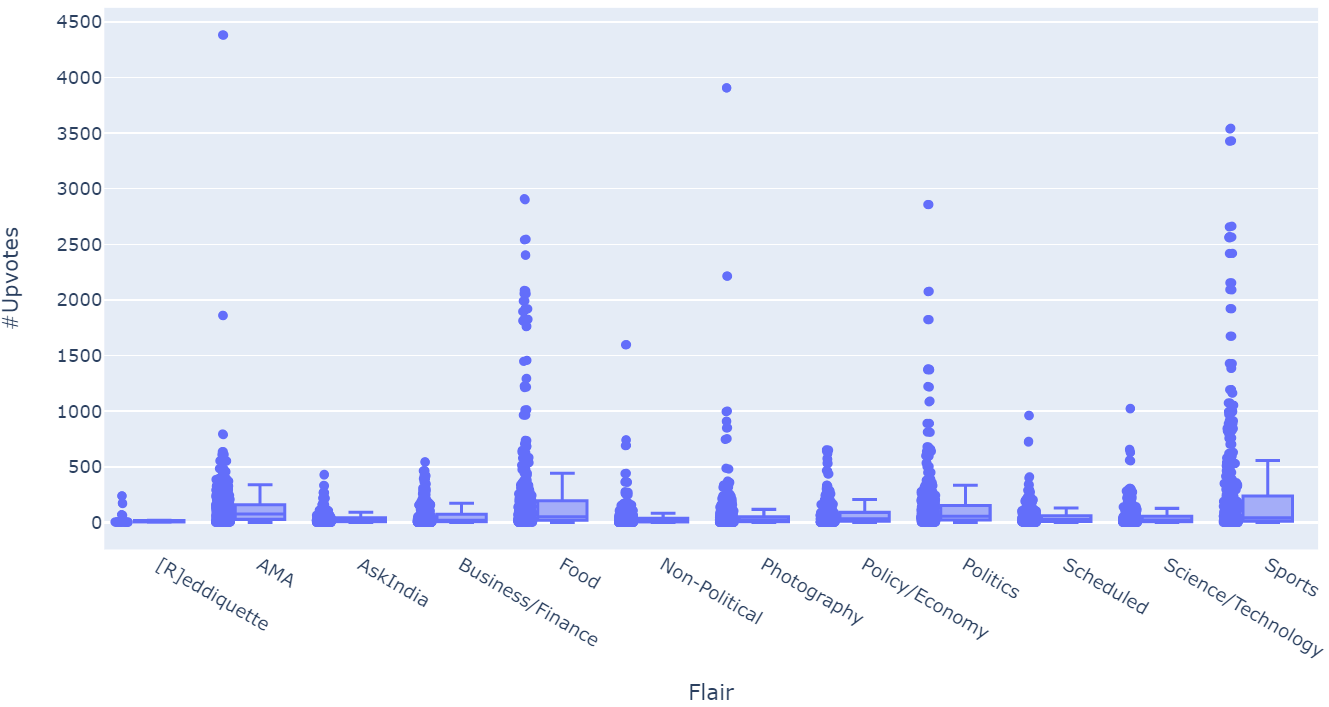 4500
4000
3500
3000
2500
2000
1500
1000
500
0
#Upvotes
[R]eddiquette
AMA
AskIndia
Business/Finance
Food
Non-Political
Photography
Policy/Economy
Politics
Scheduled
Science/Technology
Sports
Flair